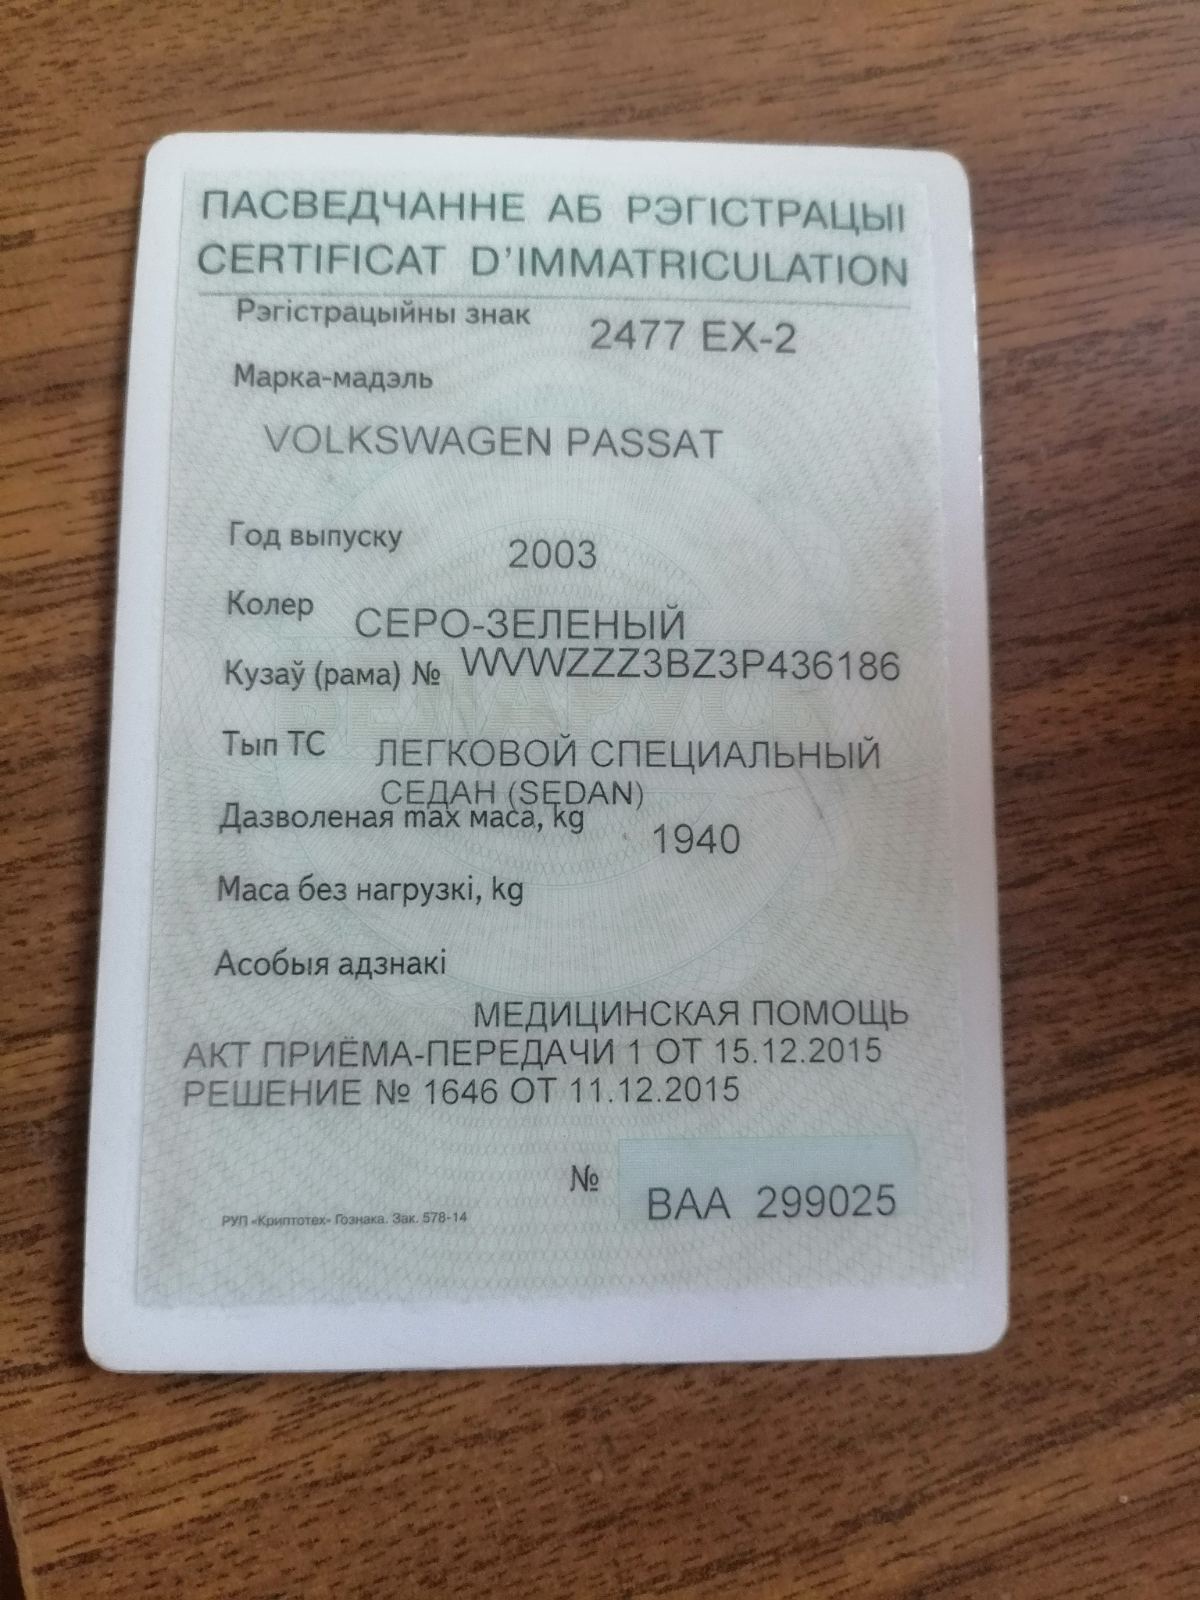 ПАСВЕДЧАННЕ АБ РЭГІСТРАЦЫІ
CERTIFICAT D'IMMATRICULATION
Рэгістрацыйны знак 2477 EX-2
Марка-мадэль
VOLKSWAGEN PASSAT
Год выпуску 2003
Колер СЕРО-ЗЕЛЕНЫЙ
Кузаў (рама) № WVWZZZ3BZ3P436186
Тып ТС ЛЕГКОВОЙ СПЕЦИАЛЬНЫЙ
СЕДАН (SEDAN)
Дазволеная max маса, kg 1940
Маса без нагрузкі, kg
Асобыя адзнакі
МЕДИЦИНСКАЯ ПОМОЩЬ
АКТ ПРИЁМА-ПЕРЕДАЧИ 1 ОТ 15.12.2015
РЕШЕНИЕ № 1646 ОТ 11.12.2015
№ ВАА 299025
РУП «Криптотех» Гознака. Зак. 578-14
БЕЛАРУСЬ